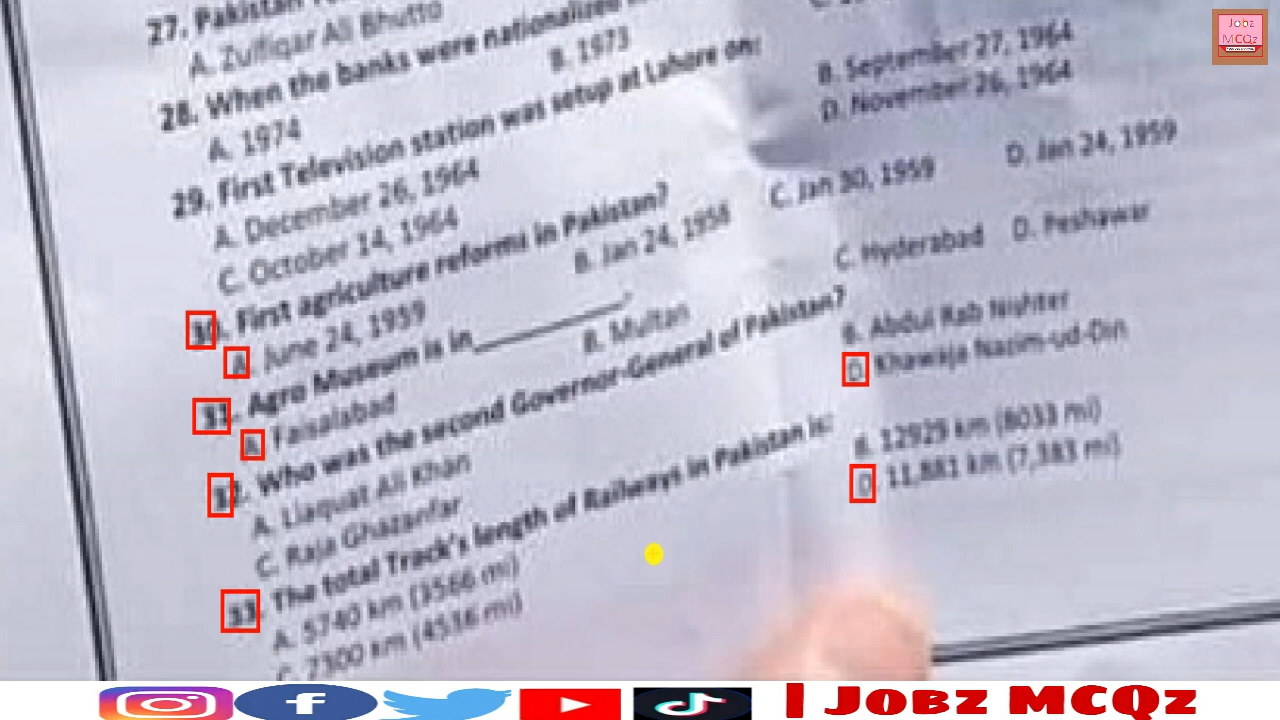 27. Pakistan
A. Zulfiqar Ali Bhutto
28. When the banks were nationalized
A. 1974 B. 1973
29. First Television station was setup at Lahore on:
A. December 26, 1964 B. September 27, 1964
C. October 14, 1964 D. November 26, 1964
30. First agriculture reforms in Pakistan?
A. June 24, 1959 B. Jan 24, 1958 C. Jan 30, 1959 D. Jan 24, 1959
31. Agro Museum is in__________.
A. Faisalabad B. Multan C. Hyderabad D. Peshawar
32. Who was the second Governor-General of Pakistan?
A. Liaquat Ali Khan B. Abdul Rab Nishter
C. Raja Ghazanfar D. Khawaja Nazim-ud-Din
33. The total Track's length of Railways in Pakistan is:
A. 5740 km (3566 mi) B. 12929 km (8033 mi)
C. 7300 km (4536 mi) D. 11,881 km (7,383 mi)
Jobz
MCQz
| Jobz MCQz